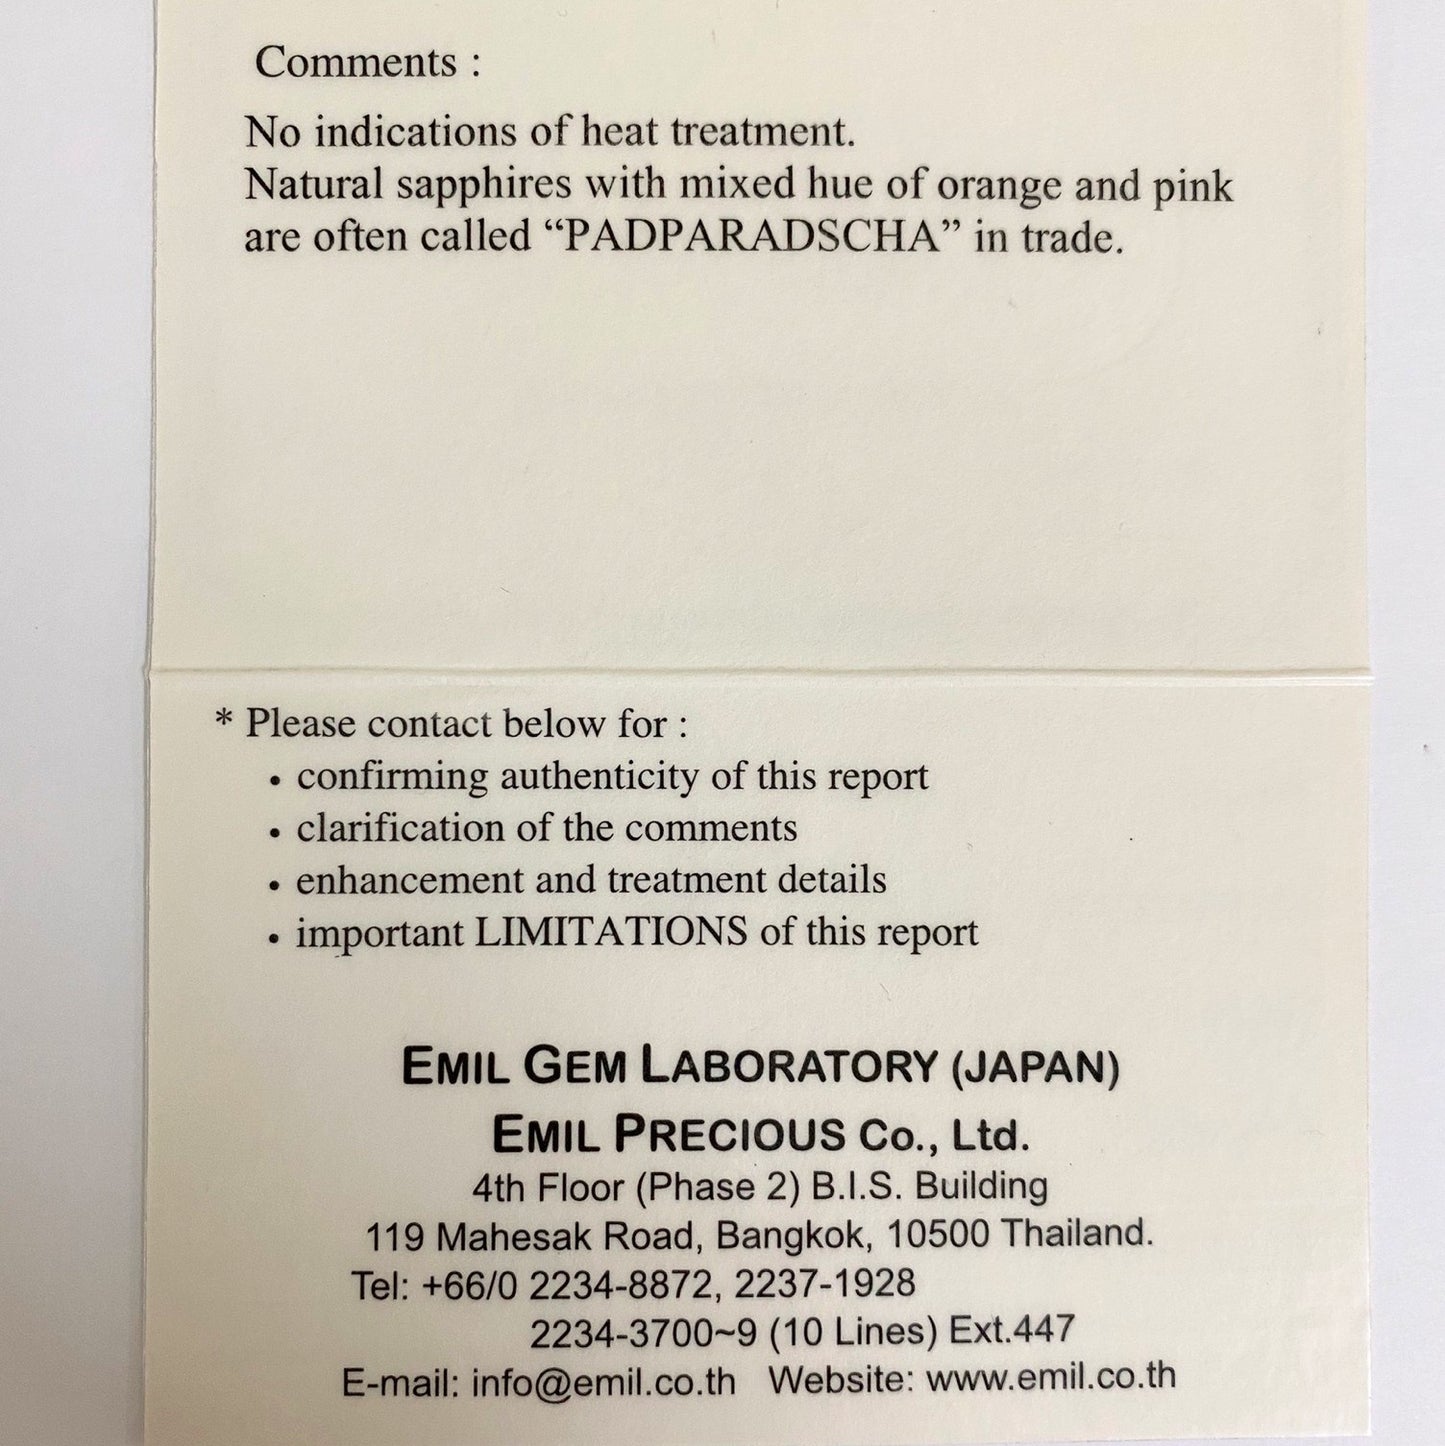 Comments :
No indications of heat treatment.
Natural sapphires with mixed hue of orange and pink
are often called “PADPARADSCHA” in trade.
* Please contact below for :
• confirming authenticity of this report
• clarification of the comments
• enhancement and treatment details
• important LIMITATIONS of this report
EMIL GEM LABORATORY (JAPAN)
EMIL PRECIOUS Co., Ltd.
4th Floor (Phase 2) B.I.S. Building
119 Mahesak Road, Bangkok, 10500 Thailand.
Tel: +66/0 2234-8872, 2237-1928
2234-3700~9 (10 Lines) Ext.447
E-mail: info@emil.co.th Website: www.emil.co.th